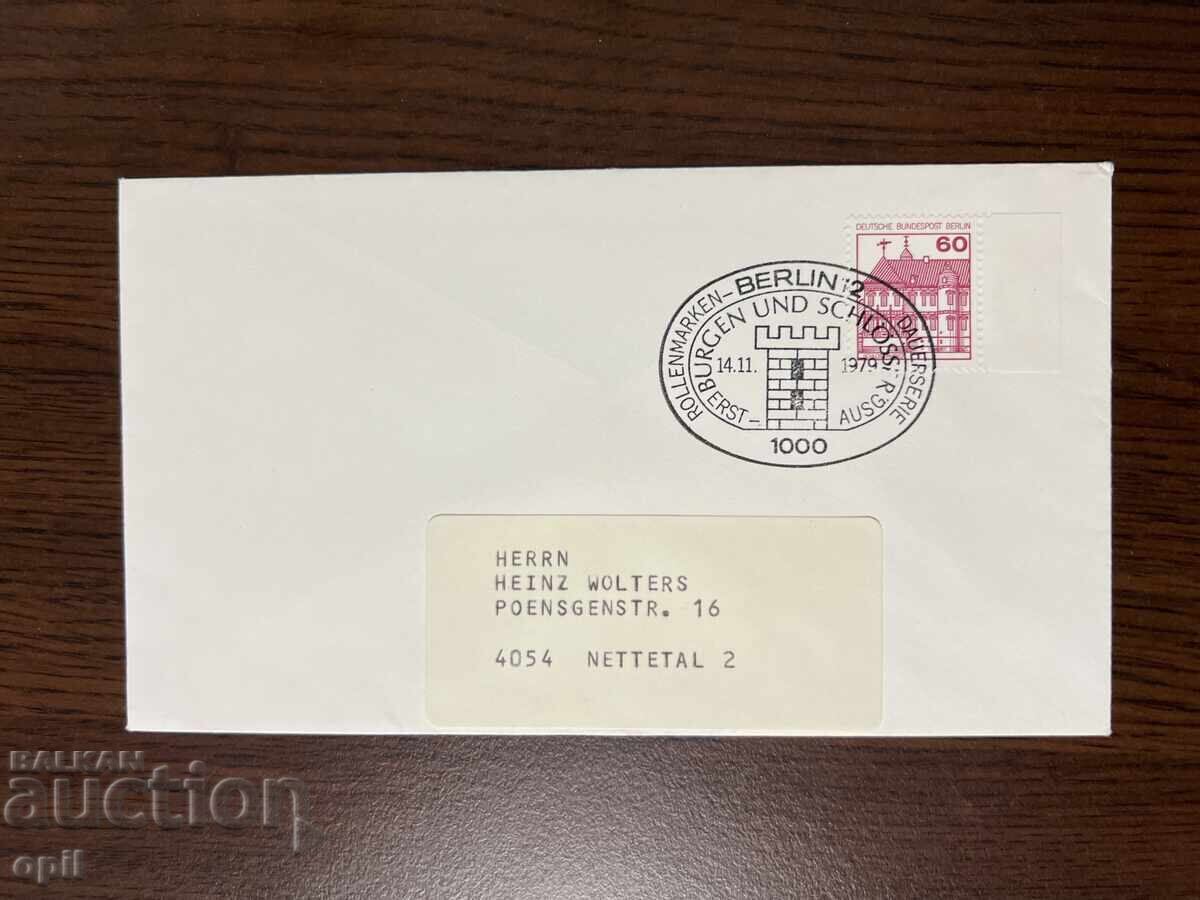 DEUTSCHE BUNDESPOST BERLIN
60
ROLLENMARKEN-BERLIN 12 DAUERSERIE
BURGEN UND SCHLÖSSER
14.11. 1979
ERST- AUSG.
1000
HERRN
HEINZ WOLTERS
POENSGENSTR. 16
4054 NETTETAL 2
BALKAN
auction
opil